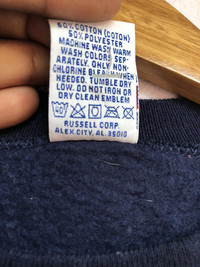 50% COTTON (COTON)
50% POLYESTER
MACHINE WASH WARM
WASH COLORS SEP-
ARATELY. ONLY NON-
CHLORINE BLEACH WHEN
NEEDED. TUMBLE DRY
LOW. DO NOT IRON OR
DRY CLEAN EMBLEM
RUSSELL CORP
ALEX CITY, AL. 35010